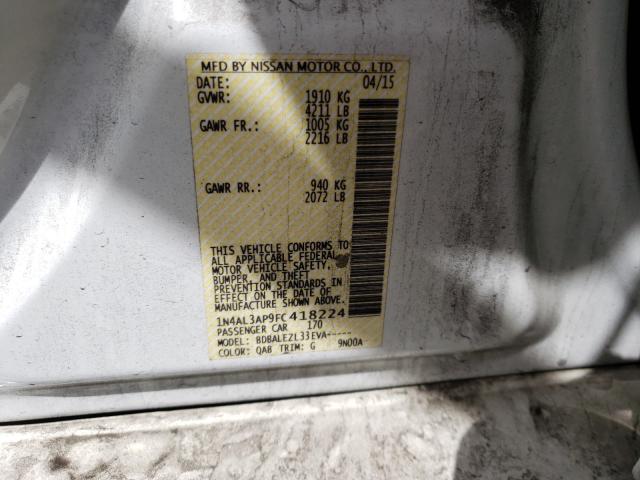 MFD BY NISSAN MOTOR CO., LTD.
DATE: 04/15
GVWR: 1910 KG
4211 LB
GAWR FR.: 1005 KG
2216 LB
GAWR RR.: 940 KG
2072 LB
THIS VEHICLE CONFORMS TO
ALL APPLICABLE FEDERAL
MOTOR VEHICLE SAFETY,
BUMPER, AND THEFT
PREVENTION STANDARDS IN
EFFECT ON THE DATE OF
MANUFACTURE SHOWN ABOVE.
1N4AL3AP9FC418224
PASSENGER CAR 170
MODEL: BDBALEZL33EVA-----
COLOR: QAB TRIM: G 9N00A